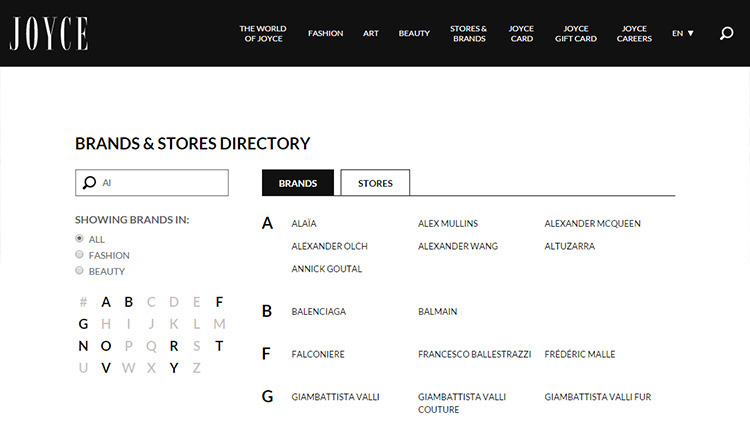 JOYCE
THE WORLD
OF JOYCE
FASHION
ART
BEAUTY
STORES &
BRANDS
JOYCE
CARD
JOYCE
GIFT CARD
JOYCE
CAREERS
EN ▼
BRANDS & STORES DIRECTORY
Al
SHOWING BRANDS IN:
ALL
FASHION
BEAUTY
# A B C D E F
G H I J K L M
N O P Q R S T
U V W X Y Z
BRANDS STORES
A ALAÏA ALEX MULLINS ALEXANDER MCQUEEN
ALEXANDER OLCH ALEXANDER WANG ALTUZARRA
ANNICK GOUTAL
B BALENCIAGA BALMAIN
F FALCONIERE FRANCESCO BALLESTRAZZI FRÉDÉRIC MALLE
G GIAMBATTISTA VALLI GIAMBATTISTA VALLI GIAMBATTISTA VALLI FUR
COUTURE